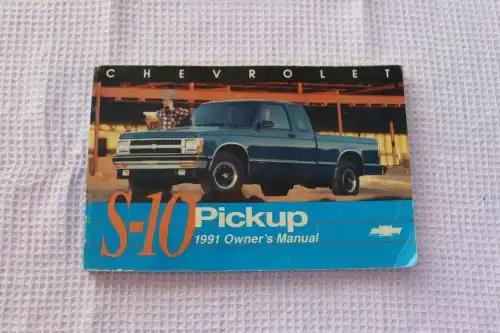 CHEVROLET
S-10 Pickup
1991 Owner's Manual